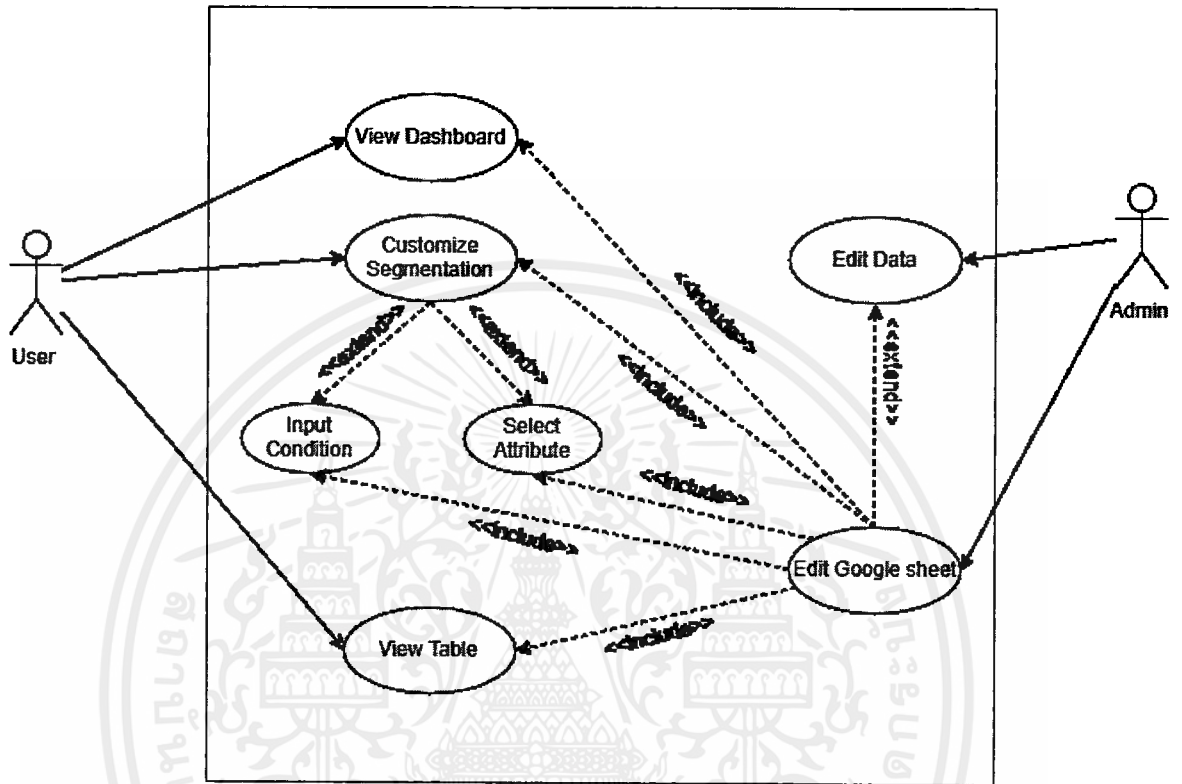 View Dashboard
Customize
Segmentation
Edit Data
User
Admin
<<include>>
<<extend>>
<<extend>>
<<include>>
<<extend>>
Input
Condition
Select
Attribute
<<include>>
<<include>>
Edit Google sheet
View Table
<<include>>